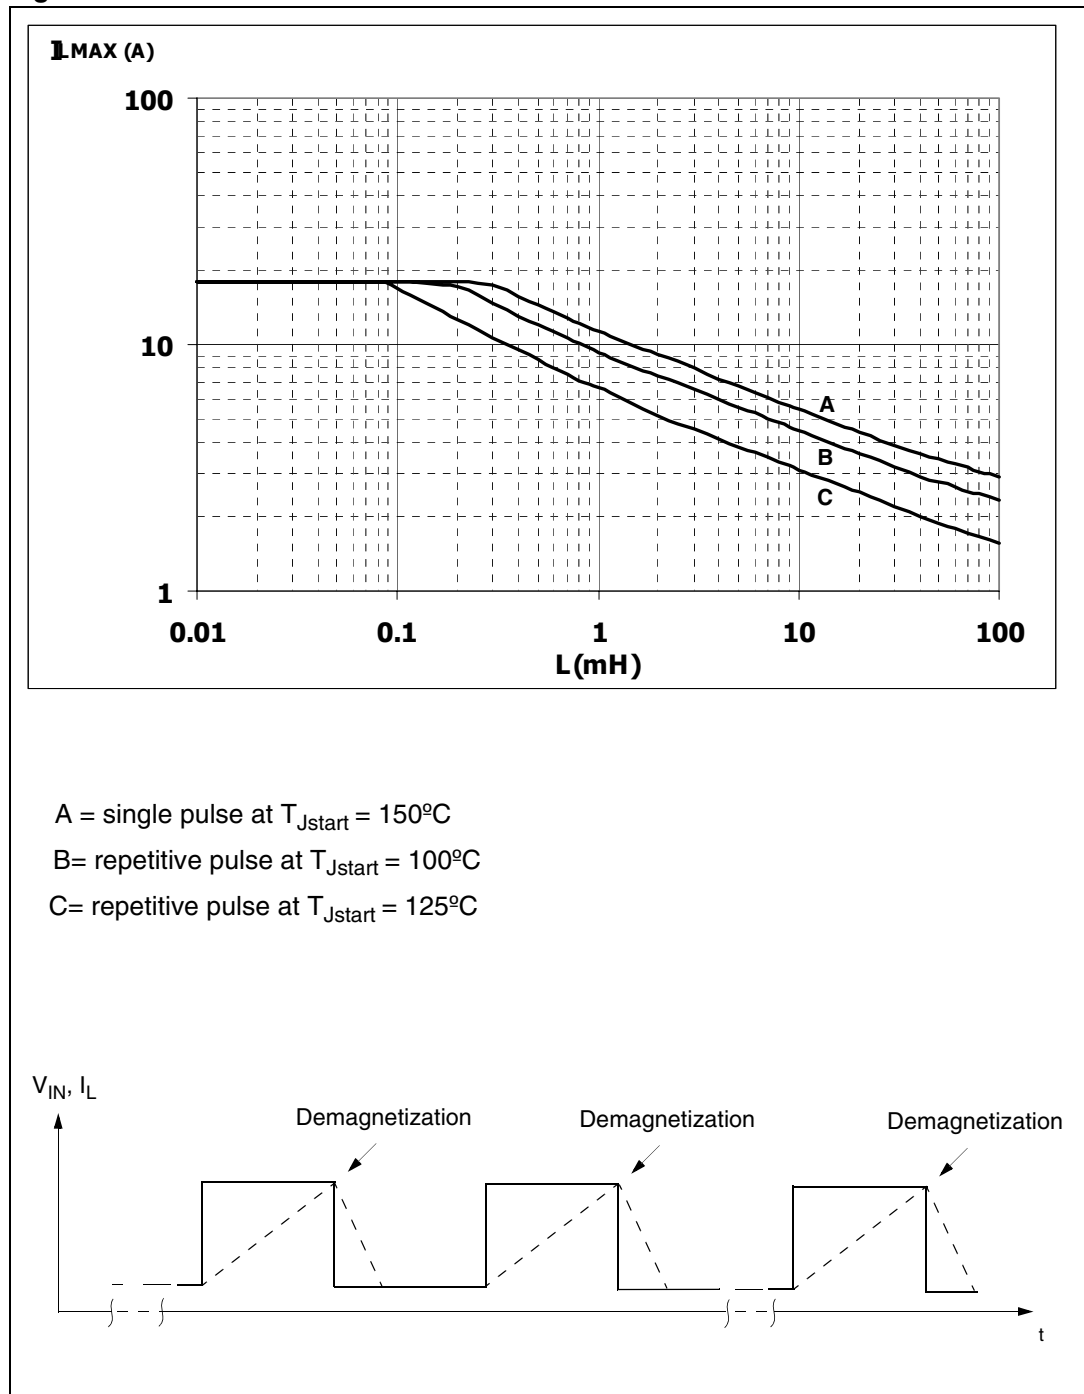 ILMAX (A)
100
10
1
A
B
C
0.01 0.1 1 10 100
L(mH)
A = single pulse at TJstart = 150ºC
B= repetitive pulse at TJstart = 100ºC
C= repetitive pulse at TJstart = 125ºC
VIN, IL
Demagnetization Demagnetization Demagnetization
t